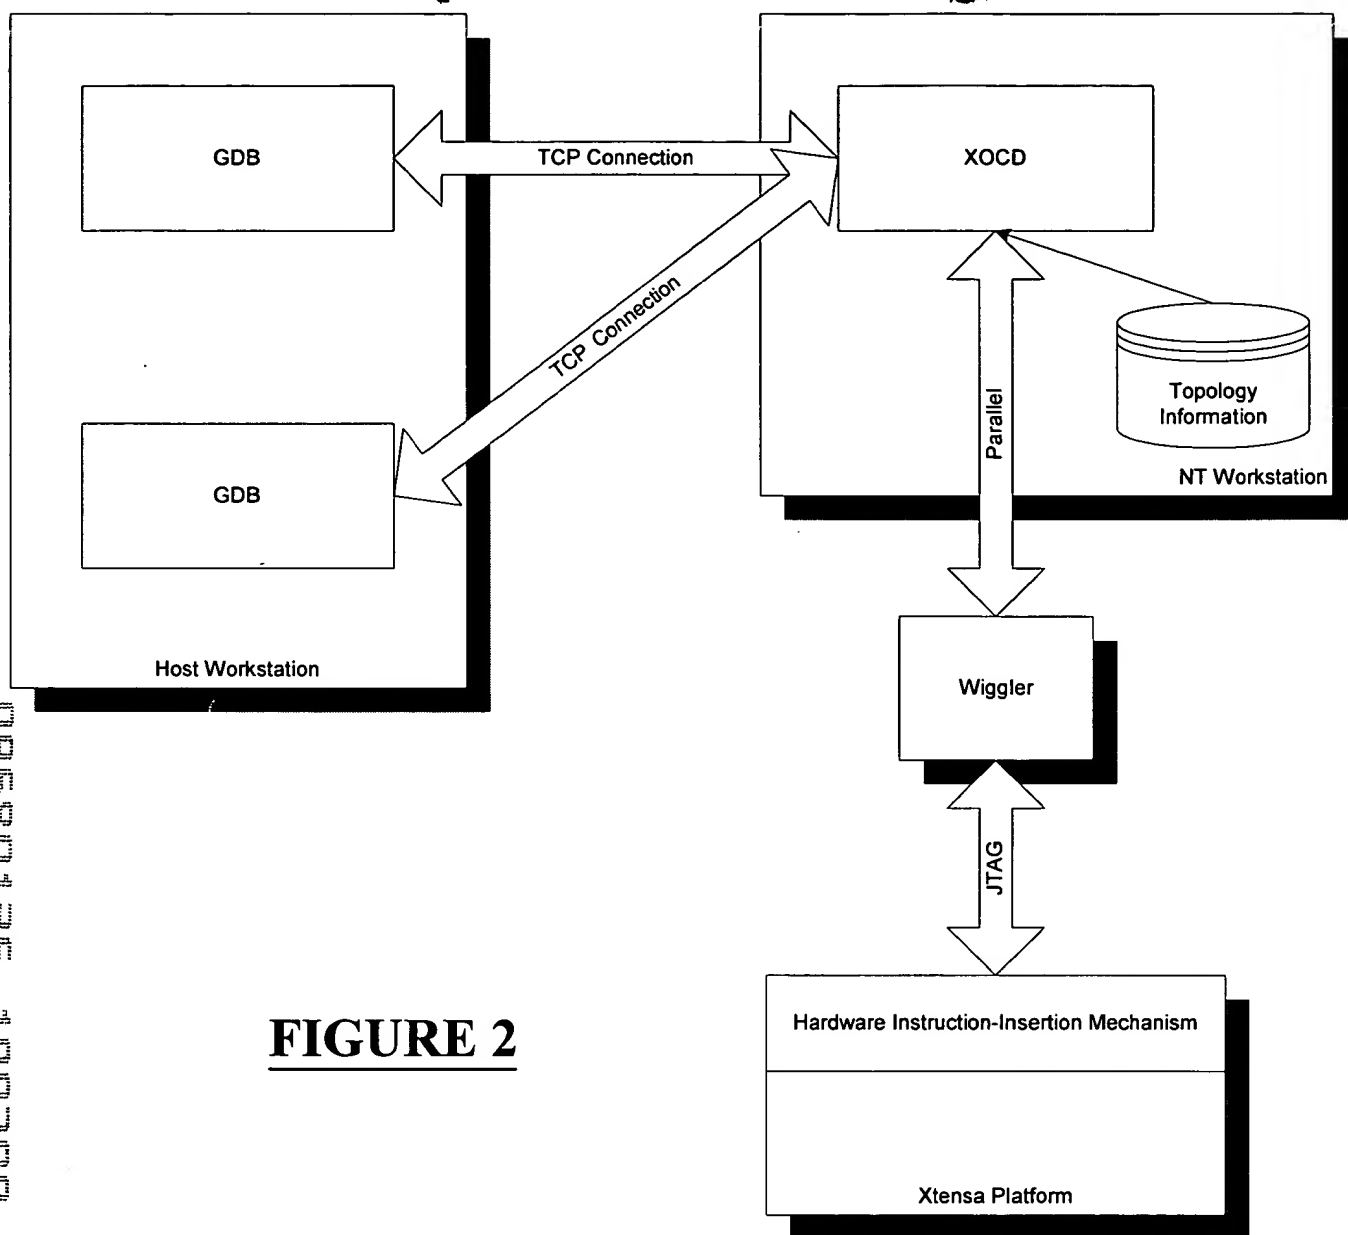 GDB
TCP Connection
XOCD
TCP Connection
Topology
Information
Parallel
GDB
NT Workstation
Host Workstation
Wiggler
JTAG
Hardware Instruction-Insertion Mechanism
FIGURE 2
Xtensa Platform